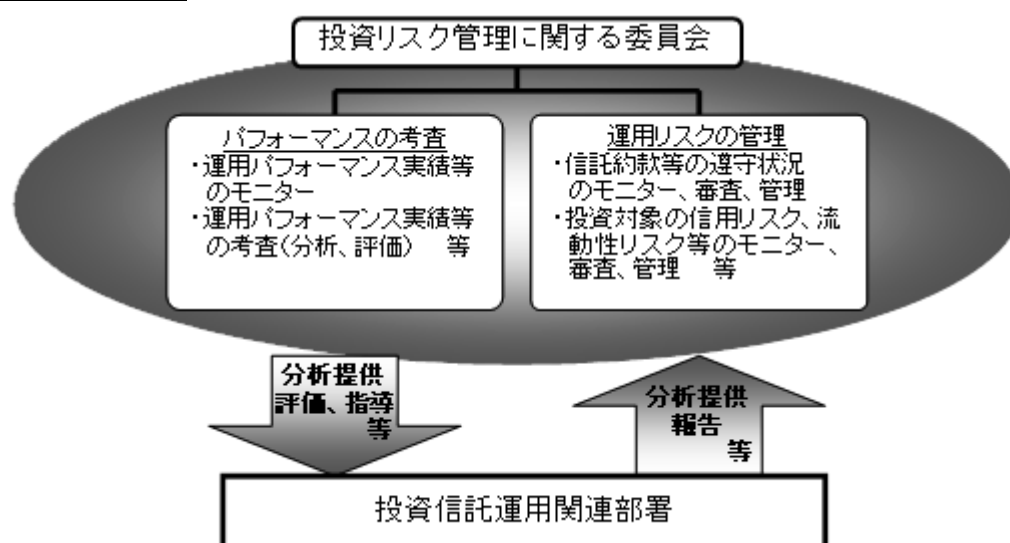 投資リスク管理に関する委員会
パフォーマンスの考査
・運用パフォーマンス実績等
のモニター
・運用パフォーマンス実績等
の考査(分析、評価) 等
運用リスクの管理
・信託約款等の遵守状況
のモニター、審査、管理
・投資対象の信用リスク、流
動性リスク等のモニター、
審査、管理 等
分析提供
評価、指導
等
分析提供
報告
等
投資信託運用関連部署